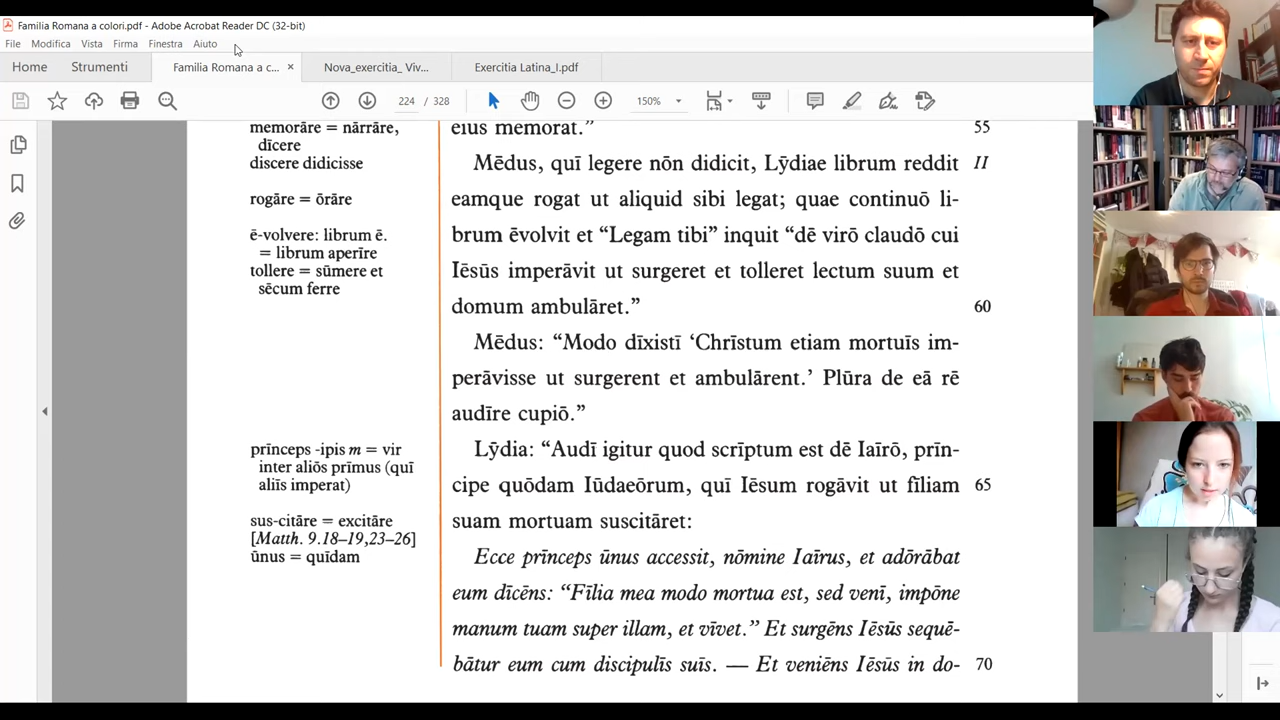 Familia Romana a colori.pdf - Adobe Acrobat Reader DC (32-bit)
File Modifica Vista Firma Finestra Aiuto
Home Strumenti Familia Romana a c... × Nova_exercitia_ Viv... Exercitia Latina_I.pdf
224 / 328 150%
memorāre = nārrāre,
dīcere
discere didicisse
rogāre = ōrāre
ē-volvere: librum ē.
= librum aperīre
tollere = sūmere et
sēcum ferre
prīnceps -ipis m = vir
inter aliōs prīmus (quī
aliīs imperat)
sus-citāre = excitāre
[Matth. 9.18–19,23–26]
ūnus = quīdam
eius memorat.” 55
Mēdus, quī legere nōn didicit, Lȳdiae librum reddit II
eamque rogat ut aliquid sibi legat; quae continuō li-
brum ēvolvit et “Legam tibi” inquit “dē virō claudō cui
Iēsūs imperāvit ut surgeret et tolleret lectum suum et
domum ambulāret.” 60
Mēdus: “Modo dīxistī ‘Chrīstum etiam mortuīs im-
perāvisse ut surgerent et ambulārent.’ Plūra de eā rē
audīre cupiō.”
Lȳdia: “Audī igitur quod scrīptum est dē Iaīrō, prīn-
cipe quōdam Iūdaeōrum, quī Iēsum rogāvit ut fīliam 65
suam mortuam suscitāret:
Ecce prīnceps ūnus accessit, nōmine Iaīrus, et adōrābat
eum dīcēns: “Fīlia mea modo mortua est, sed venī, impōne
manum tuam super illam, et vīvet.” Et surgēns Iēsūs sequē-
bātur eum cum discipulīs suīs. — Et veniēns Iēsūs in do- 70